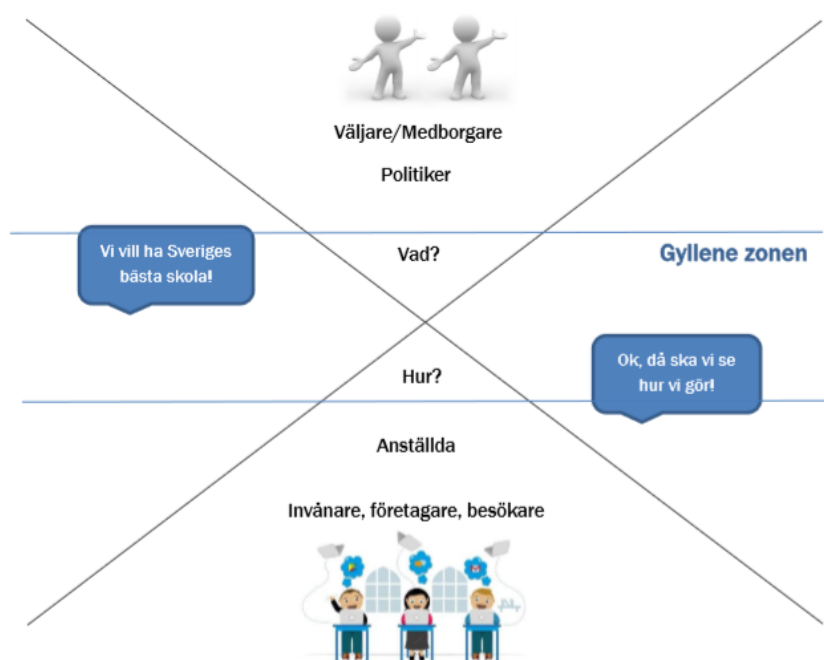 Väljare/Medborgare
Politiker
Vi vill ha Sveriges
bästa skola!
Vad?
Gyllene zonen
Hur?
Ok, då ska vi se
hur vi gör!
Anställda
Invånare, företagare, besökare